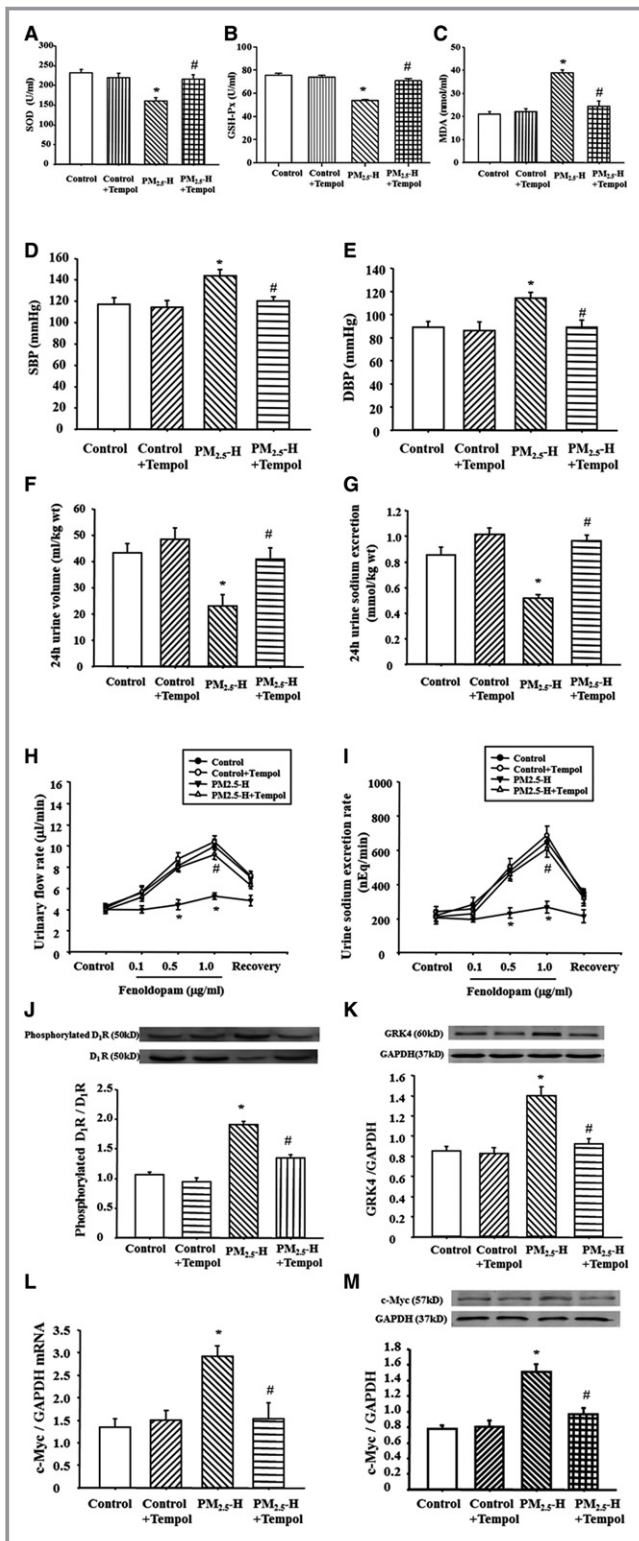 A
SOD
(U/ml)
300
250
200
150
100
50
0
*
#
Control
Control
+Tempol
PM2.5-H
PM2.5-H
+Tempol
B
GSH-Px (U/ml)
100
80
60
40
20
0
*
#
Control
Control
+Tempol
PM2.5-H
PM2.5-H
+Tempol
C
MDA
(nmol/ml)
50
40
30
20
10
0
*
#
Control
Control
+Tempol
PM2.5-H
PM2.5-H
+Tempol
D
SBP (mmHg)
160
140
120
100
80
60
40
20
0
*
#
Control
Control
+Tempol
PM2.5-H
PM2.5-H
+Tempol
E
DBP (mmHg)
140
120
100
80
60
40
20
0
*
#
Control
Control
+Tempol
PM2.5-H
PM2.5-H
+Tempol
F
24h urine volume (ml/kg wt)
60
50
40
30
20
10
0
*
#
Control
Control
+Tempol
PM2.5-H
PM2.5-H
+Tempol
G
24h urine sodium excretion
(mmol/kg wt)
1.2
1.0
0.8
0.6
0.4
0.2
0.0
*
#
Control
Control
+Tempol
PM2.5-H
PM2.5-H
+Tempol
H
Control
Control+Tempol
PM2.5-H
PM2.5-H+Tempol
Urinary flow rate (μl/min)
16
14
12
10
8
6
4
2
0
#
*
*
Control
0.1
0.5
1.0
Recovery
Fenoldopam (μg/ml)
I
Control
Control+Tempol
PM2.5-H
PM2.5-H+Tempol
Urine sodium excretion rate
(nEq/min)
1000
800
600
400
200
0
#
*
*
Control
0.1
0.5
1.0
Recovery
Fenoldopam (μg/ml)
J
Phosphorylated D1R (50kD)
D1R (50kD)
Phosphorylated D1R / D1R
2.5
2.0
1.5
1.0
0.5
0
*
#
Control
Control
+Tempol
PM2.5-H
PM2.5-H
+Tempol
K
GRK4 (60kD)
GAPDH(37kD)
GRK4 /GAPDH
1.6
1.4
1.2
1.0
0.8
0.6
0.4
0.2
0
*
#
Control
Control
+Tempol
PM2.5-H
PM2.5-H
+Tempol
L
c-Myc / GAPDH mRNA
3.5
3.0
2.5
2.0
1.5
1.0
0.5
0.0
*
#
Control
Control
+Tempol
PM2.5-H
PM2.5-H
+Tempol
M
c-Myc (57kD)
GAPDH (37kD)
c-Myc / GAPDH
1.8
1.6
1.4
1.2
1.0
0.8
0.6
0.4
0.2
0.0
*
#
Control
Control
+Tempol
PM2.5-H
PM2.5-H
+Tempol